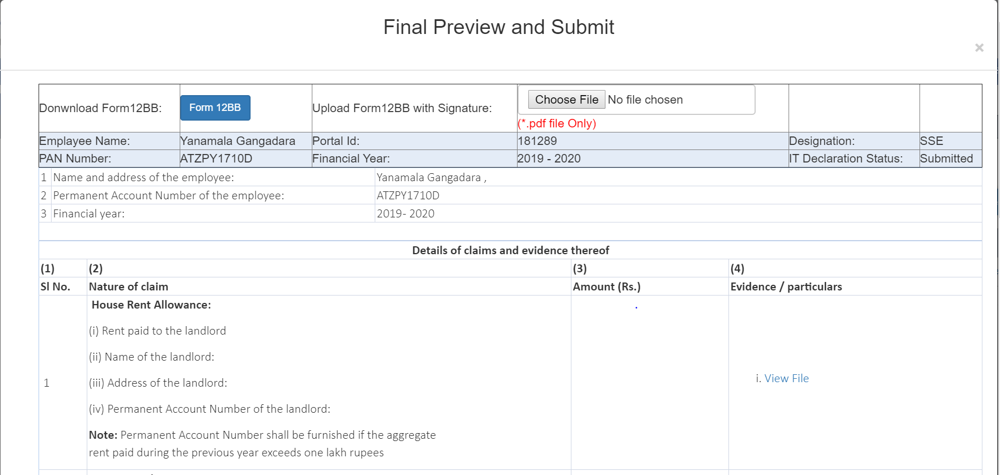 Final Preview and Submit
×
Donwnload Form12BB: Form 12BB Upload Form12BB with Signature: Choose File No file chosen
(*.pdf file Only)
Emplayee Name: Yanamala Gangadara Portal Id: 181289 Designation: SSE
PAN Number: ATZPY1710D Financial Year: 2019 - 2020 IT Declaration Status: Submitted
1 Name and address of the employee: Yanamala Gangadara ,
2 Permanent Account Number of the employee: ATZPY1710D
3 Financial year: 2019- 2020
Details of claims and evidence thereof
(1) (2) (3) (4)
Sl No. Nature of claim Amount (Rs.) Evidence / particulars
House Rent Allowance: .
(i) Rent paid to the landlord
(ii) Name of the landlord:
1 (iii) Address of the landlord: i. View File
(iv) Permanent Account Number of the landlord:
Note: Permanent Account Number shall be furnished if the aggregate
rent paid during the previous year exceeds one lakh rupees